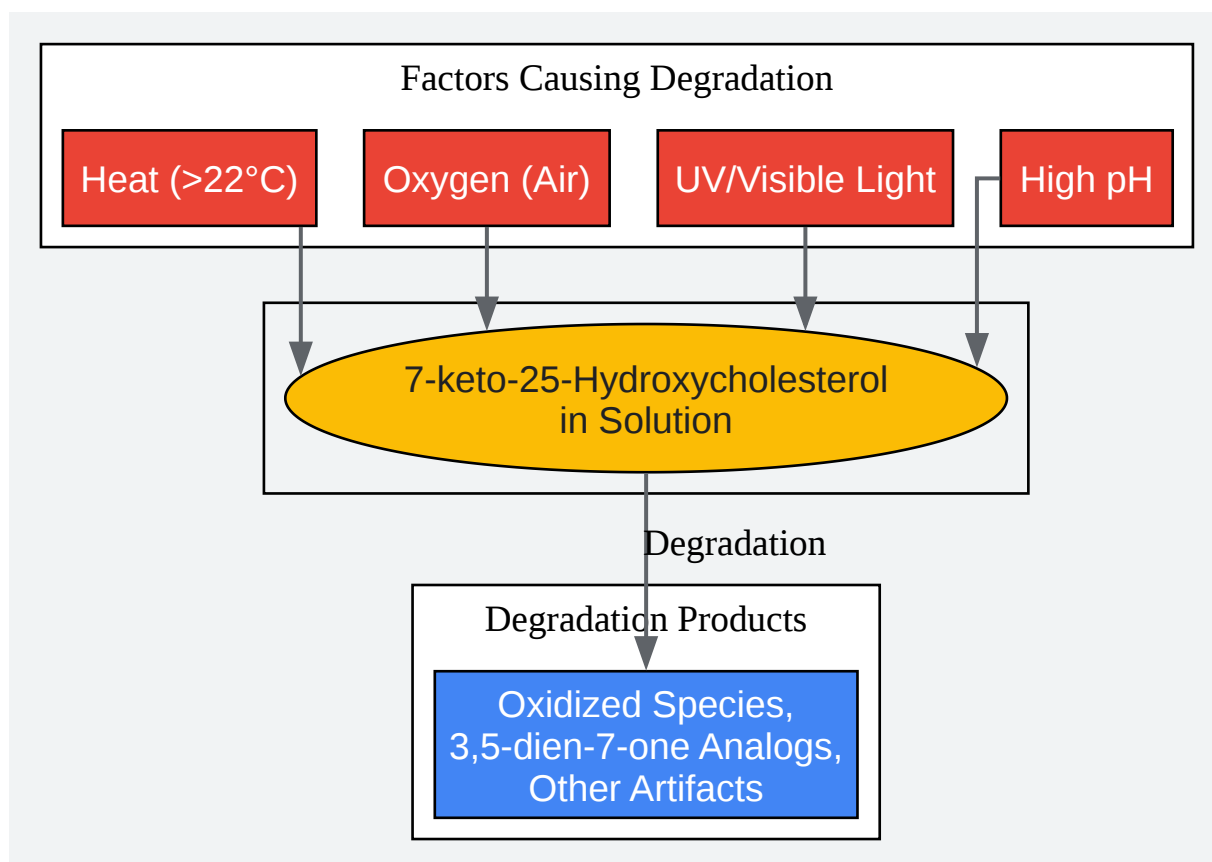 Factors Causing Degradation
Heat (>22°C)
Oxygen (Air)
UV/Visible Light
High pH
7-keto-25-Hydroxycholesterol
in Solution
Degradation
Degradation Products
Oxidized Species,
3,5-dien-7-one Analogs,
Other Artifacts